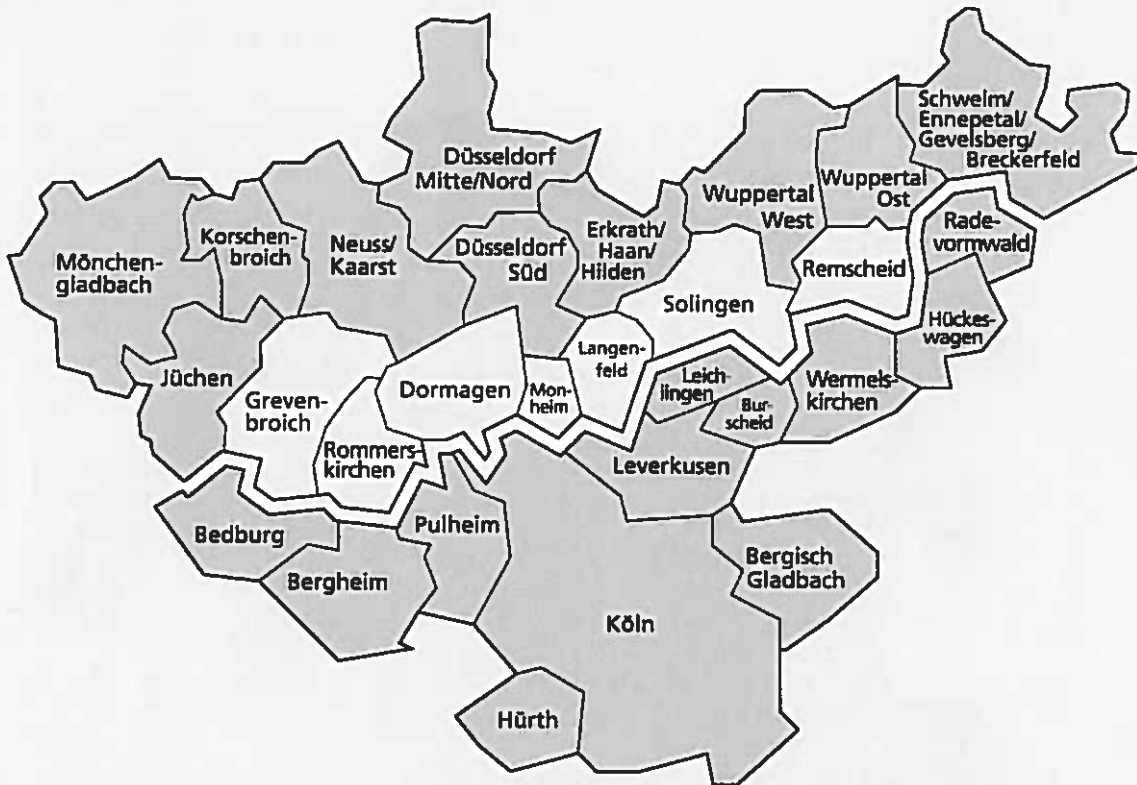 Schwelm/
Ennepetal/
Gevelsberg/
Breckerfeld
Düsseldorf
Mitte/Nord
Wuppertal
West
Wuppertal
Ost
Rade-
vormwald
Korschen-
broich
Neuss/
Kaarst
Düsseldorf
Süd
Erkrath/
Haan/
Hilden
Mönchen-
gladbach
Remscheid
Solingen
Hückes-
wagen
Jüchen
Langen-
feld
Dormagen
Mon-
heim
Leich-
lingen
Wermels-
kirchen
Greven-
broich
Bur-
scheid
Rommers-
kirchen
Leverkusen
Bedburg
Pulheim
Bergisch
Gladbach
Bergheim
Köln
Hürth